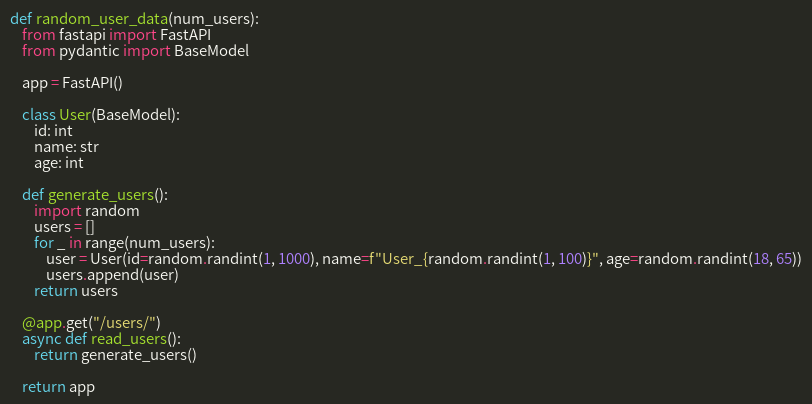 def random_user_data(num_users):
    from fastapi import FastAPI
    from pydantic import BaseModel

    app = FastAPI()

    class User(BaseModel):
        id: int
        name: str
        age: int

    def generate_users():
        import random
        users = []
        for _ in range(num_users):
            user = User(id=random.randint(1, 1000), name=f"User_{random.randint(1, 100)}", age=random.randint(18, 65))
            users.append(user)
        return users

    @app.get("/users/")
    async def read_users():
        return generate_users()

    return app